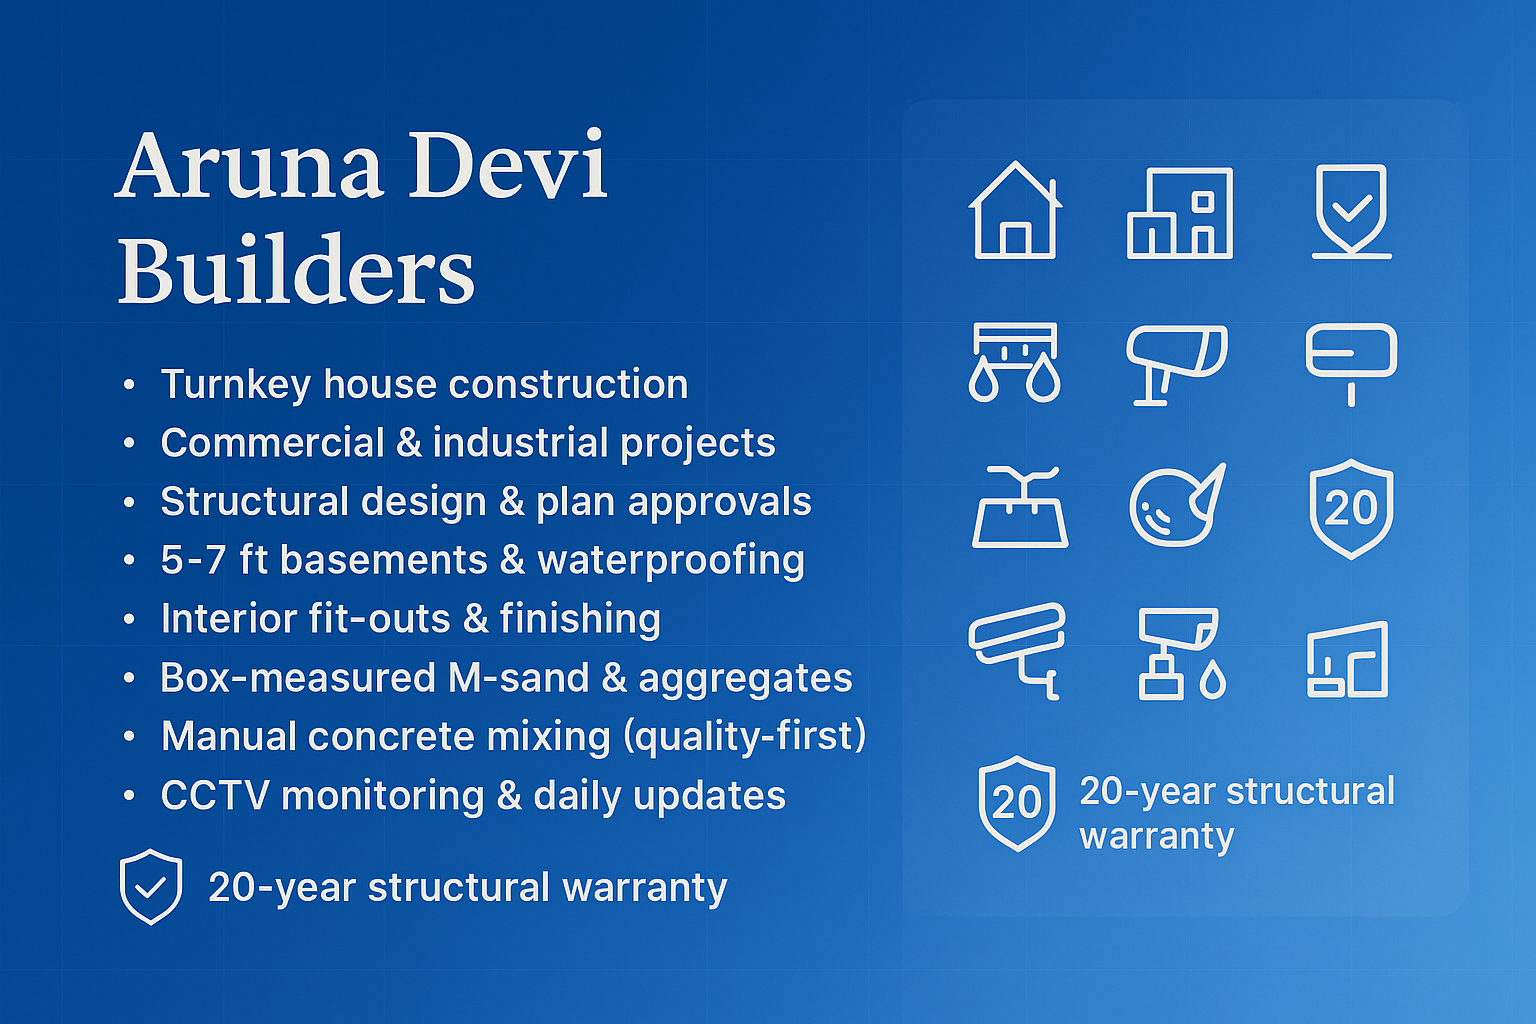 Aruna Devi
Builders
• Turnkey house construction
• Commercial & industrial projects
• Structural design & plan approvals
• 5-7 ft basements & waterproofing
• Interior fit-outs & finishing
• Box-measured M-sand & aggregates
• Manual concrete mixing (quality-first)
• CCTV monitoring & daily updates
20-year structural warranty
20
20
20-year structural
warranty